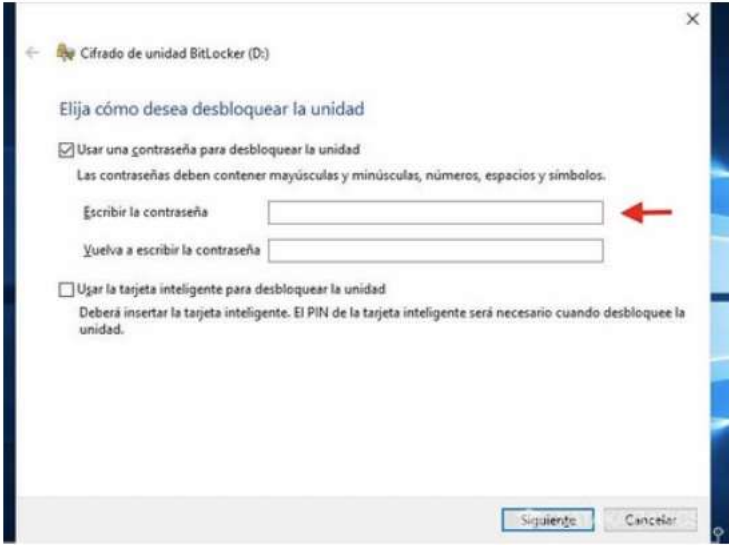 Cifrado de unidad BitLocker (D:)
Elija cómo desea desbloquear la unidad
Usar una contraseña para desbloquear la unidad
Las contraseñas deben contener mayúsculas y minúsculas, números, espacios y símbolos.
Escribir la contraseña
Vuelva a escribir la contraseña
Usar la tarjeta inteligente para desbloquear la unidad
Deberá insertar la tarjeta inteligente. El PIN de la tarjeta inteligente será necesario cuando desbloquee la
unidad.
Siguiente Cancelar